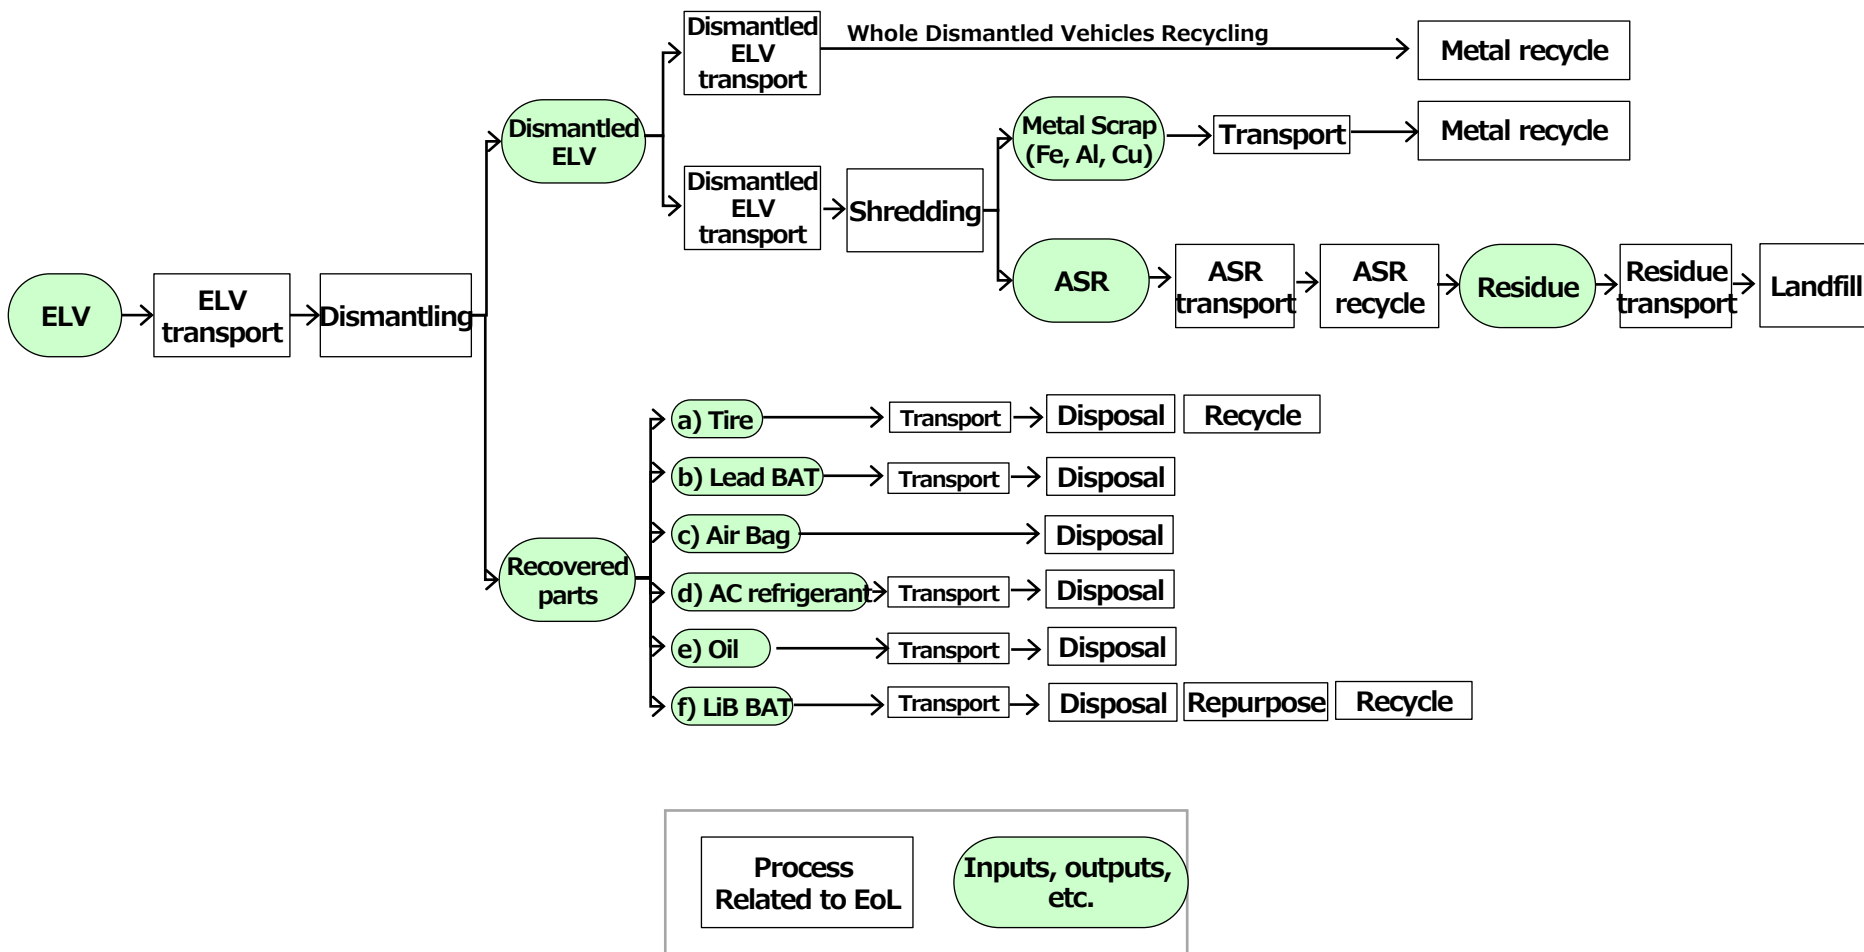 Dismantled
ELV
transport
Whole Dismantled Vehicles Recycling
Metal recycle
Dismantled
ELV
Metal Scrap
(Fe, Al, Cu)
Transport
Metal recycle
Dismantled
ELV
transport
Shredding
ASR
ASR
transport
ASR
recycle
Residue
Residue
transport
Landfill
ELV
ELV
transport
Dismantling
Recovered
parts
a) Tire
Transport
Disposal
Recycle
b) Lead BAT
Transport
Disposal
c) Air Bag
Disposal
d) AC refrigerant
Transport
Disposal
e) Oil
Transport
Disposal
f) LiB BAT
Transport
Disposal
Repurpose
Recycle
Process
Related to EoL
Inputs, outputs,
etc.